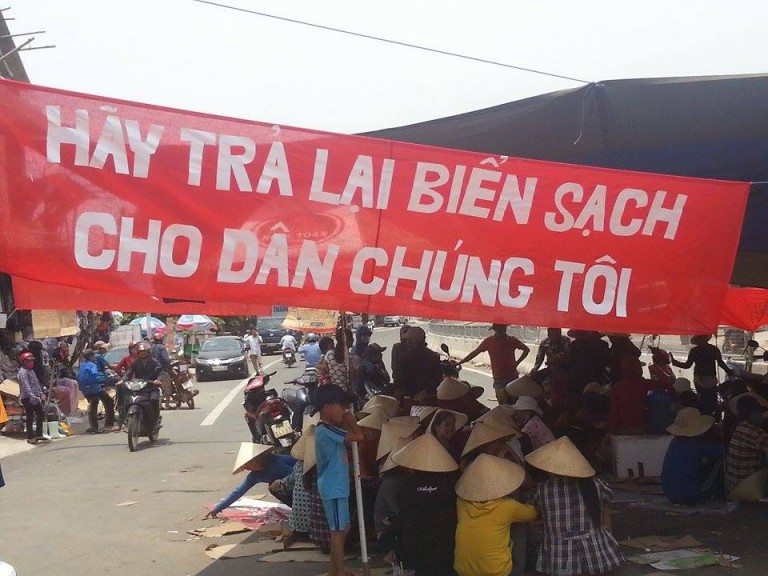 HÃY TRẢ LẠI BIỂN SẠCH
CHO DÂN CHÚNG TÔI